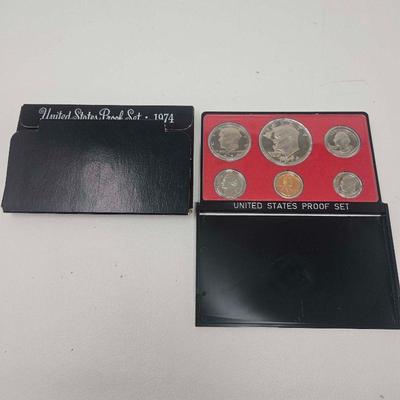 United States Proof Set · 1974
UNITED STATES PROOF SET